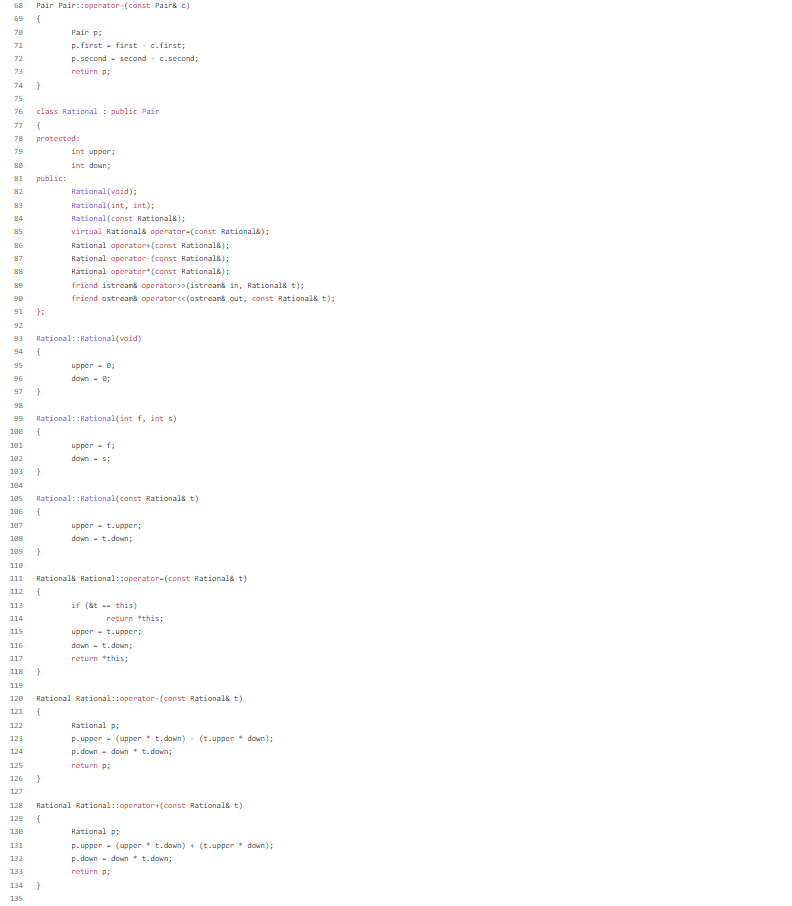 68 Pair Pair::operator-(const Pair& c)
69 {
70 Pair p;
71 p.first = first - c.first;
72 p.second = second - c.second;
73 return p;
74 }
75
76 class Rational : public Pair
77 {
78 protected:
79 int upper;
80 int down;
81 public:
82 Rational(void);
83 Rational(int, int);
84 Rational(const Rational&);
85 virtual Rational& operator=(const Rational&);
86 Rational operator+(const Rational&);
87 Rational operator-(const Rational&);
88 Rational operator*(const Rational&);
89 friend istream& operator>>(istream& in, Rational& t);
90 friend ostream& operator<<(ostream& out, const Rational& t);
91 };
92
93 Rational::Rational(void)
94 {
95 upper = 0;
96 down = 0;
97 }
98
99 Rational::Rational(int f, int s)
100 {
101 upper = f;
102 down = s;
103 }
104
105 Rational::Rational(const Rational& t)
106 {
107 upper = t.upper;
108 down = t.down;
109 }
110
111 Rational& Rational::operator=(const Rational& t)
112 {
113 if (&t == this)
114 return *this;
115 upper = t.upper;
116 down = t.down;
117 return *this;
118 }
119
120 Rational Rational::operator-(const Rational& t)
121 {
122 Rational p;
123 p.upper = (upper * t.down) - (t.upper * down);
124 p.down = down * t.down;
125 return p;
126 }
127
128 Rational Rational::operator+(const Rational& t)
129 {
130 Rational p;
131 p.upper = (upper * t.down) + (t.upper * down);
132 p.down = down * t.down;
133 return p;
134 }
135